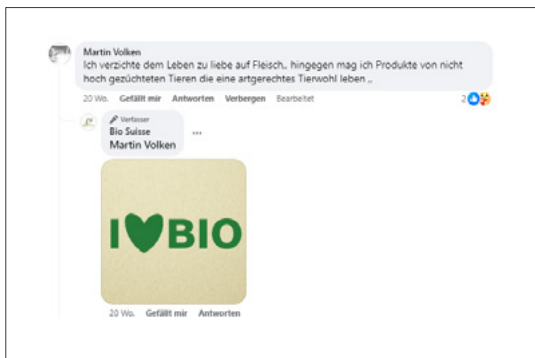 Martin Volken
Ich verzichte dem Leben zu liebe auf Fleisch.. hingegen mag ich Produkte von nicht
hoch gezüchteten Tieren die eine artgerechtes Tierwohl leben ..
20 Wo. Gefällt mir Antworten Verbergen Bearbeitet 2
Verfasser
Bio Suisse
Martin Volken
I BIO
20 Wo. Gefällt mir Antworten